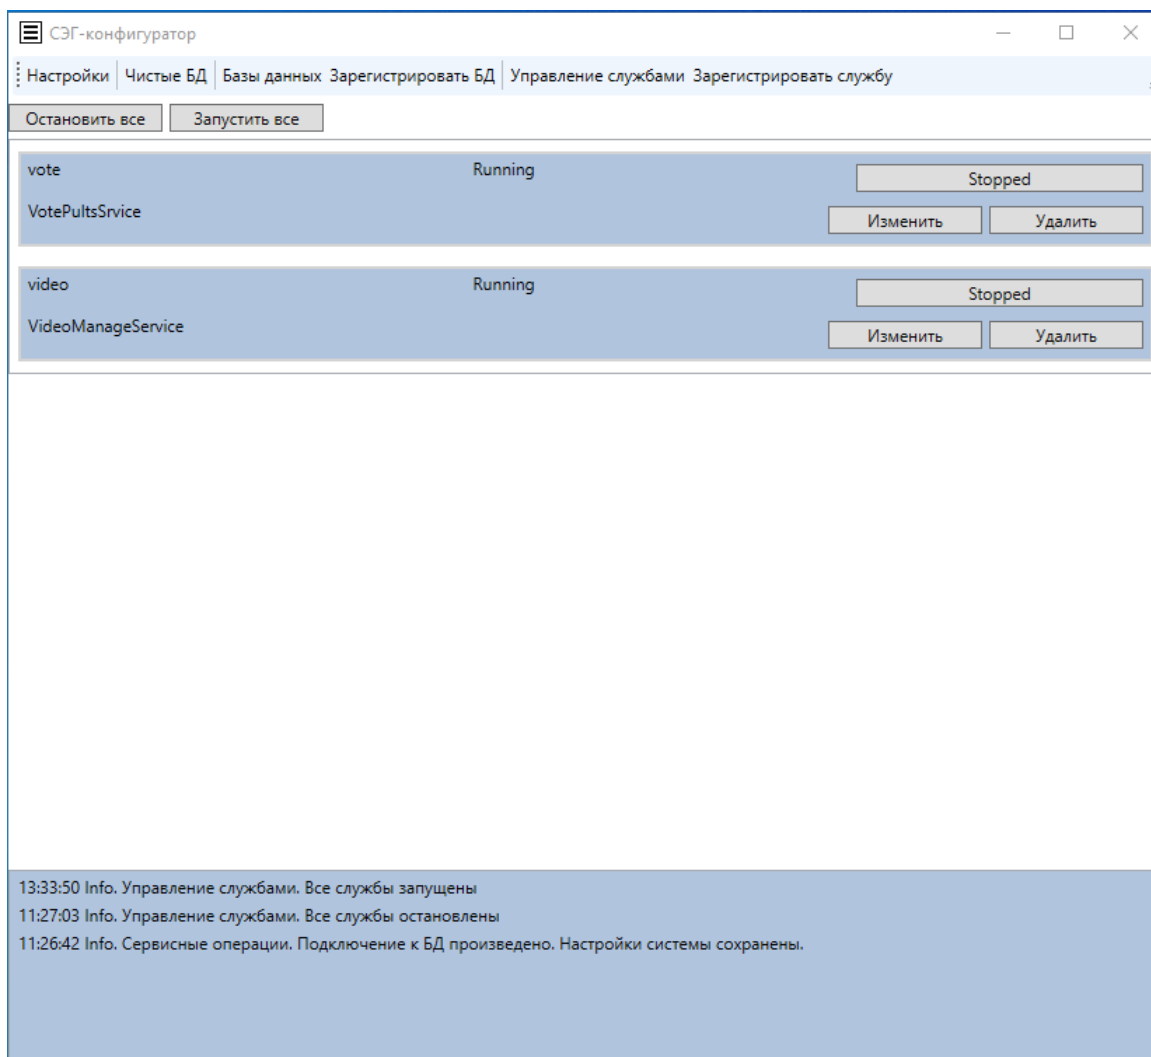 СЭГ-конфигуратор
Настройки Чистые БД Базы данных Зарегистрировать БД Управление службами Зарегистрировать службу
Остановить все Запустить все
vote Running Stopped
VotePultsSrvice Изменить Удалить
video Running Stopped
VideoManageService Изменить Удалить
13:33:50 Info. Управление службами. Все службы запущены
11:27:03 Info. Управление службами. Все службы остановлены
11:26:42 Info. Сервисные операции. Подключение к БД произведено. Настройки системы сохранены.